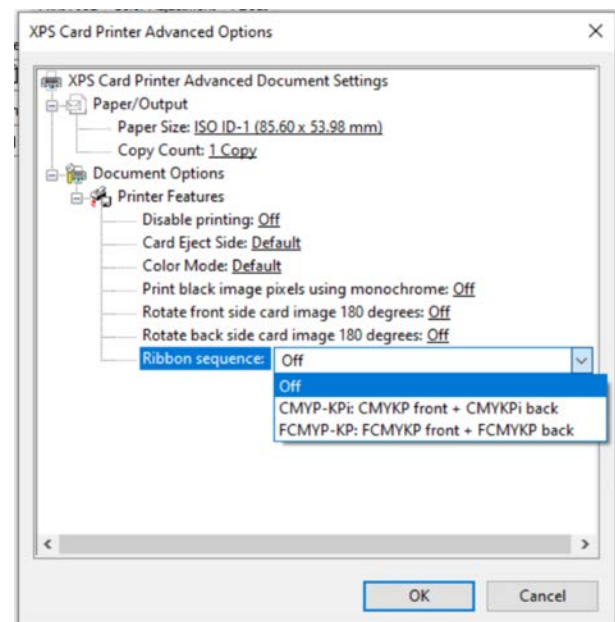 XPS Card Printer Advanced Options
XPS Card Printer Advanced Document Settings
Paper/Output
Paper Size: ISO ID-1 (85.60 x 53.98 mm)
Copy Count: 1 Copy
Document Options
Printer Features
Disable printing: Off
Card Eject Side: Default
Color Mode: Default
Print black image pixels using monochrome: Off
Rotate front side card image 180 degrees: Off
Rotate back side card image 180 degrees: Off
Ribbon sequence: Off
Off
CMYP-KPi: CMYKP front + CMYKPi back
FCMYP-KP: FCMYKP front + FCMYKP back
OK Cancel